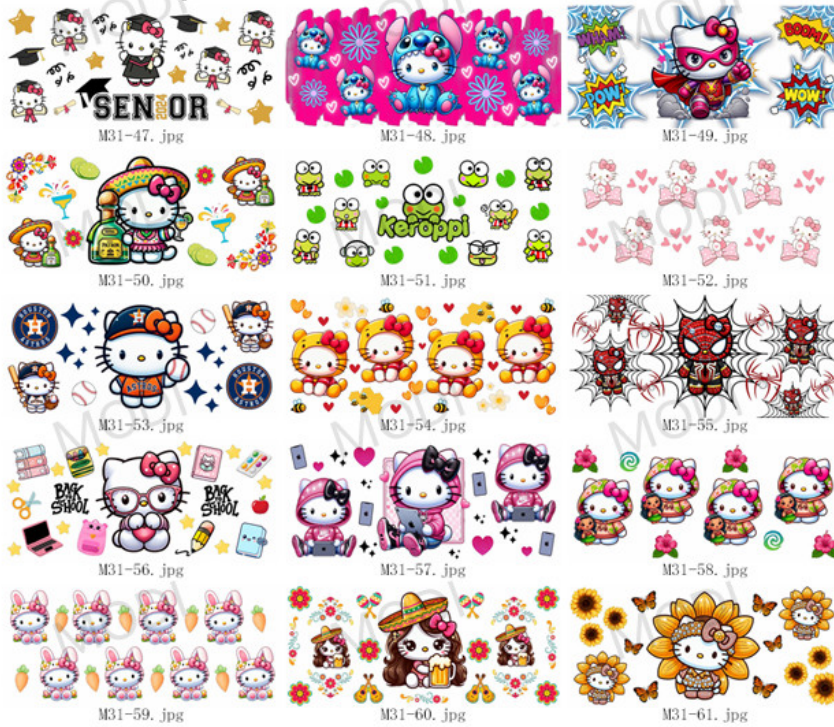 SENIOR
2024
M31-47. jpg
M31-48. jpg
WHAM!
BOOM!
POW!
WOW!
M31-49. jpg
M31-50. jpg
Keroppi
M31-51. jpg
M31-52. jpg
HOUSTON
ASTROS
HOUSTON
ASTROS
M31-53. jpg
M31-54. jpg
M31-55. jpg
BACK
to
SCHOOL
BACK
to
SCHOOL
M31-56. jpg
M31-57. jpg
M31-58. jpg
M31-59. jpg
M31-60. jpg
M31-61. jpg
MODI